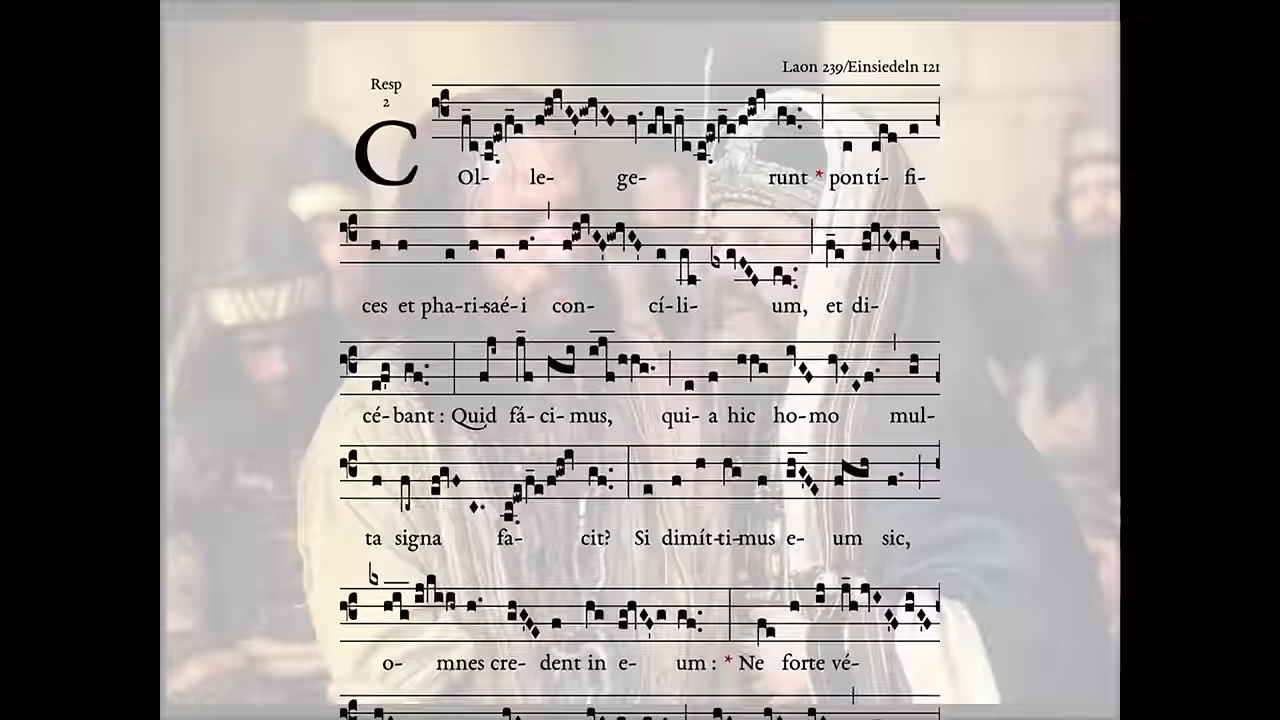 Laon 239/Einsiedeln 121
Resp
2
COl- le- ge- runt * pontí- fi-
ces et pha-ri-saé-i con- cí-li- um, et di-
cé-bant : Quid fá-ci-mus, qui- a hic ho-mo mul-
ta signa fa- cit? Si dimít-ti-mus e- um sic,
o- mnes cre- dent in e- um : * Ne forte vé-